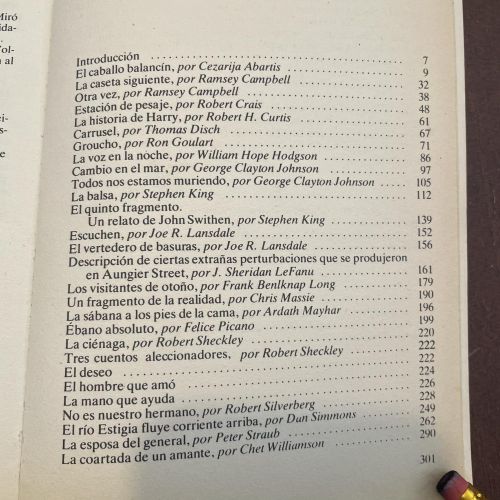 Miró
ida-
n al
ci-
s-
e
Introducción ........ 7
El caballo balancín, por Cezarija Abartis ........ 9
La caseta siguiente, por Ramsey Campbell ........ 32
Otra vez, por Ramsey Campbell ........ 38
Estación de pesaje, por Robert Crais ........ 48
La historia de Harry, por Robert H. Curtis ........ 61
Carrusel, por Thomas Disch ........ 67
Groucho, por Ron Goulart ........ 71
La voz en la noche, por William Hope Hodgson ........ 86
Cambio en el mar, por George Clayton Johnson ........ 97
Todos nos estamos muriendo, por George Clayton Johnson ........ 105
La balsa, por Stephen King ........ 112
El quinto fragmento.
Un relato de John Swithen, por Stephen King ........ 139
Escuchen, por Joe R. Lansdale ........ 152
El vertedero de basuras, por Joe R. Lansdale ........ 156
Descripción de ciertas extrañas perturbaciones que se produjeron
en Aungier Street, por J. Sheridan LeFanu ........ 161
Los visitantes de otoño, por Frank Benlknap Long ........ 179
Un fragmento de la realidad, por Chris Massie ........ 190
La sábana a los pies de la cama, por Ardath Mayhar ........ 196
Ébano absoluto, por Felice Picano ........ 199
La ciénaga, por Robert Sheckley ........ 220
Tres cuentos aleccionadores, por Robert Sheckley ........ 222
El deseo ........ 222
El hombre que amó ........ 224
La mano que ayuda ........ 226
No es nuestro hermano, por Robert Silverberg ........ 228
El río Estigia fluye corriente arriba, por Dan Simmons ........ 249
La esposa del general, por Peter Straub ........ 262
La coartada de un amante, por Chet Williamson ........ 290
301